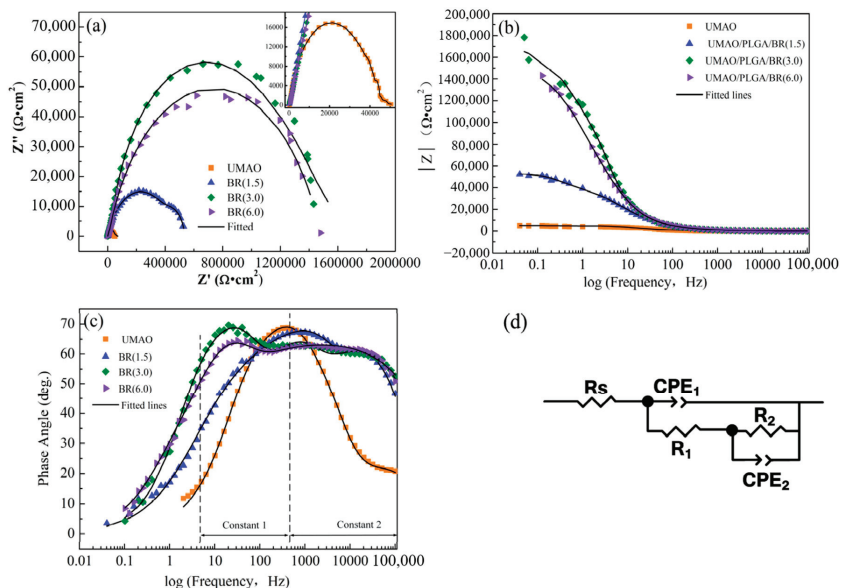 (a)
70,000
60,000
50,000
40,000
30,000
20,000
10,000
0
Z'' (Ω•cm²)
16000
12000
8000
4000
0
0 20000 40000
UMAO
BR(1.5)
BR(3.0)
BR(6.0)
Fitted
0 400000 800000 1200000 1600000 2000000
Z' (Ω•cm²)
(b)
200,000
1800,000
1600,000
1400,000
1200,000
1000,000
80,000
60,000
40,000
20,000
0
−20,000
|Z| (Ω•cm²)
UMAO
UMAO/PLGA/BR(1.5)
UMAO/PLGA/BR(3.0)
UMAO/PLGA/BR(6.0)
Fitted lines
0.01 0.1 1 10 100 1000 10000 100,000
log (Frequency, Hz)
(c)
70
60
50
40
30
20
10
0
Phase Angle (deg.)
UMAO
BR(1.5)
BR(3.0)
BR(6.0)
Fitted lines
Constant 1 Constant 2
0.01 0.1 1 10 100 1000 10000 100,000
log (Frequency, Hz)
(d)
Rs
CPE₁
R₁
R₂
CPE₂